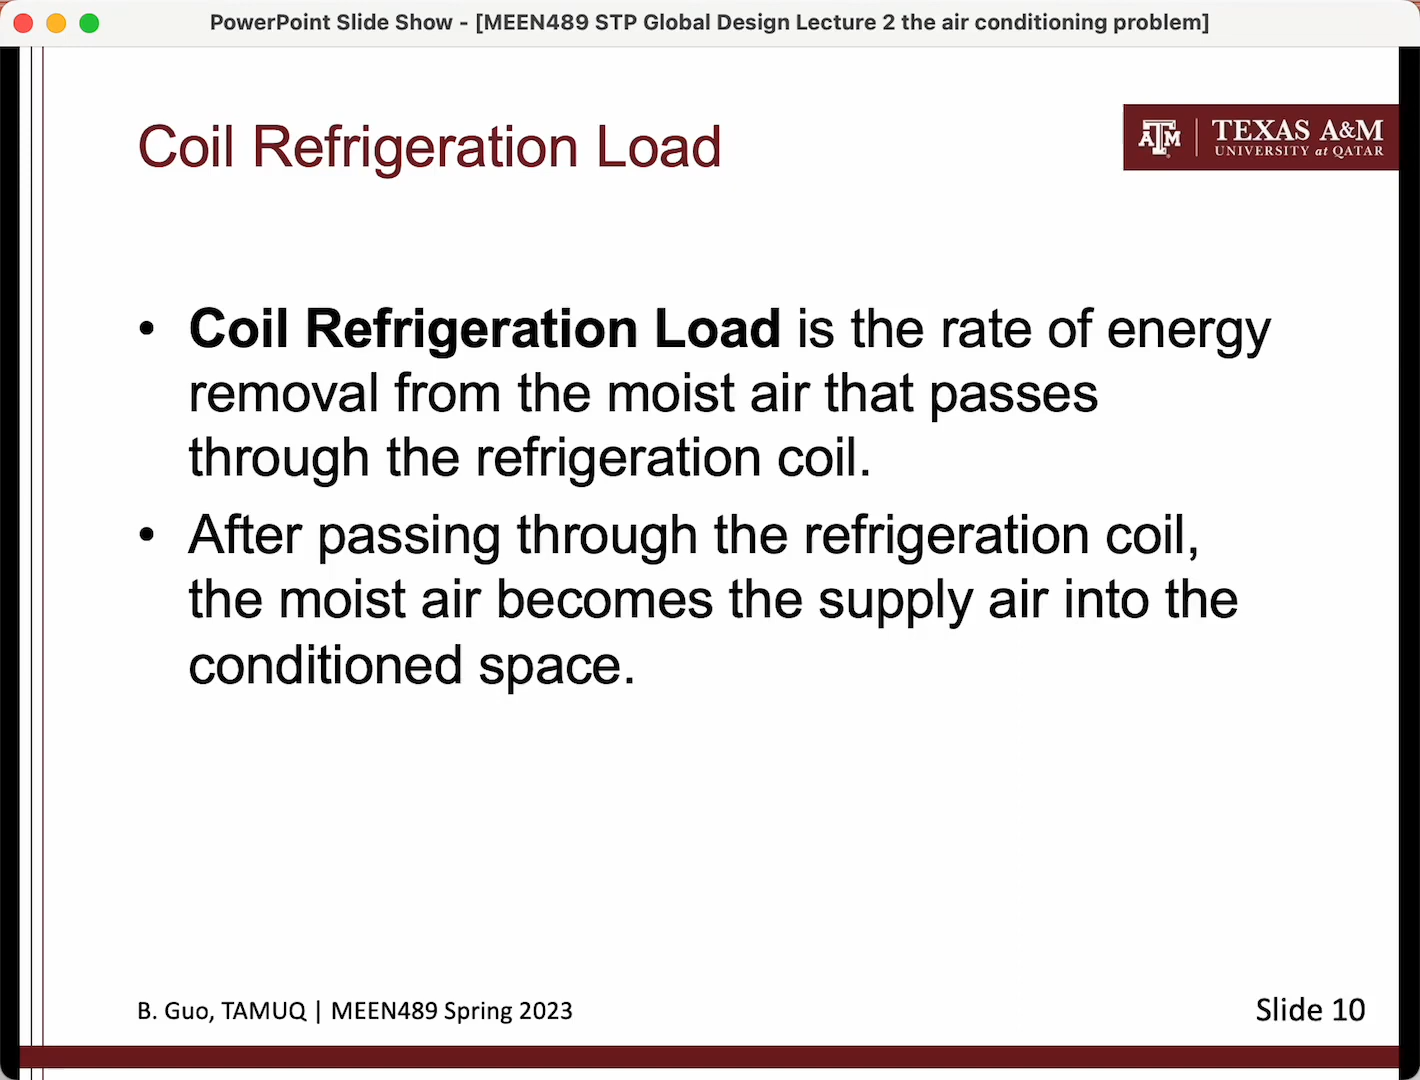 PowerPoint Slide Show - [MEEN489 STP Global Design Lecture 2 the air conditioning problem]
Coil Refrigeration Load
ATM
TEXAS A&M
UNIVERSITY at QATAR
• Coil Refrigeration Load is the rate of energy
removal from the moist air that passes
through the refrigeration coil.
• After passing through the refrigeration coil,
the moist air becomes the supply air into the
conditioned space.
B. Guo, TAMUQ | MEEN489 Spring 2023
Slide 10